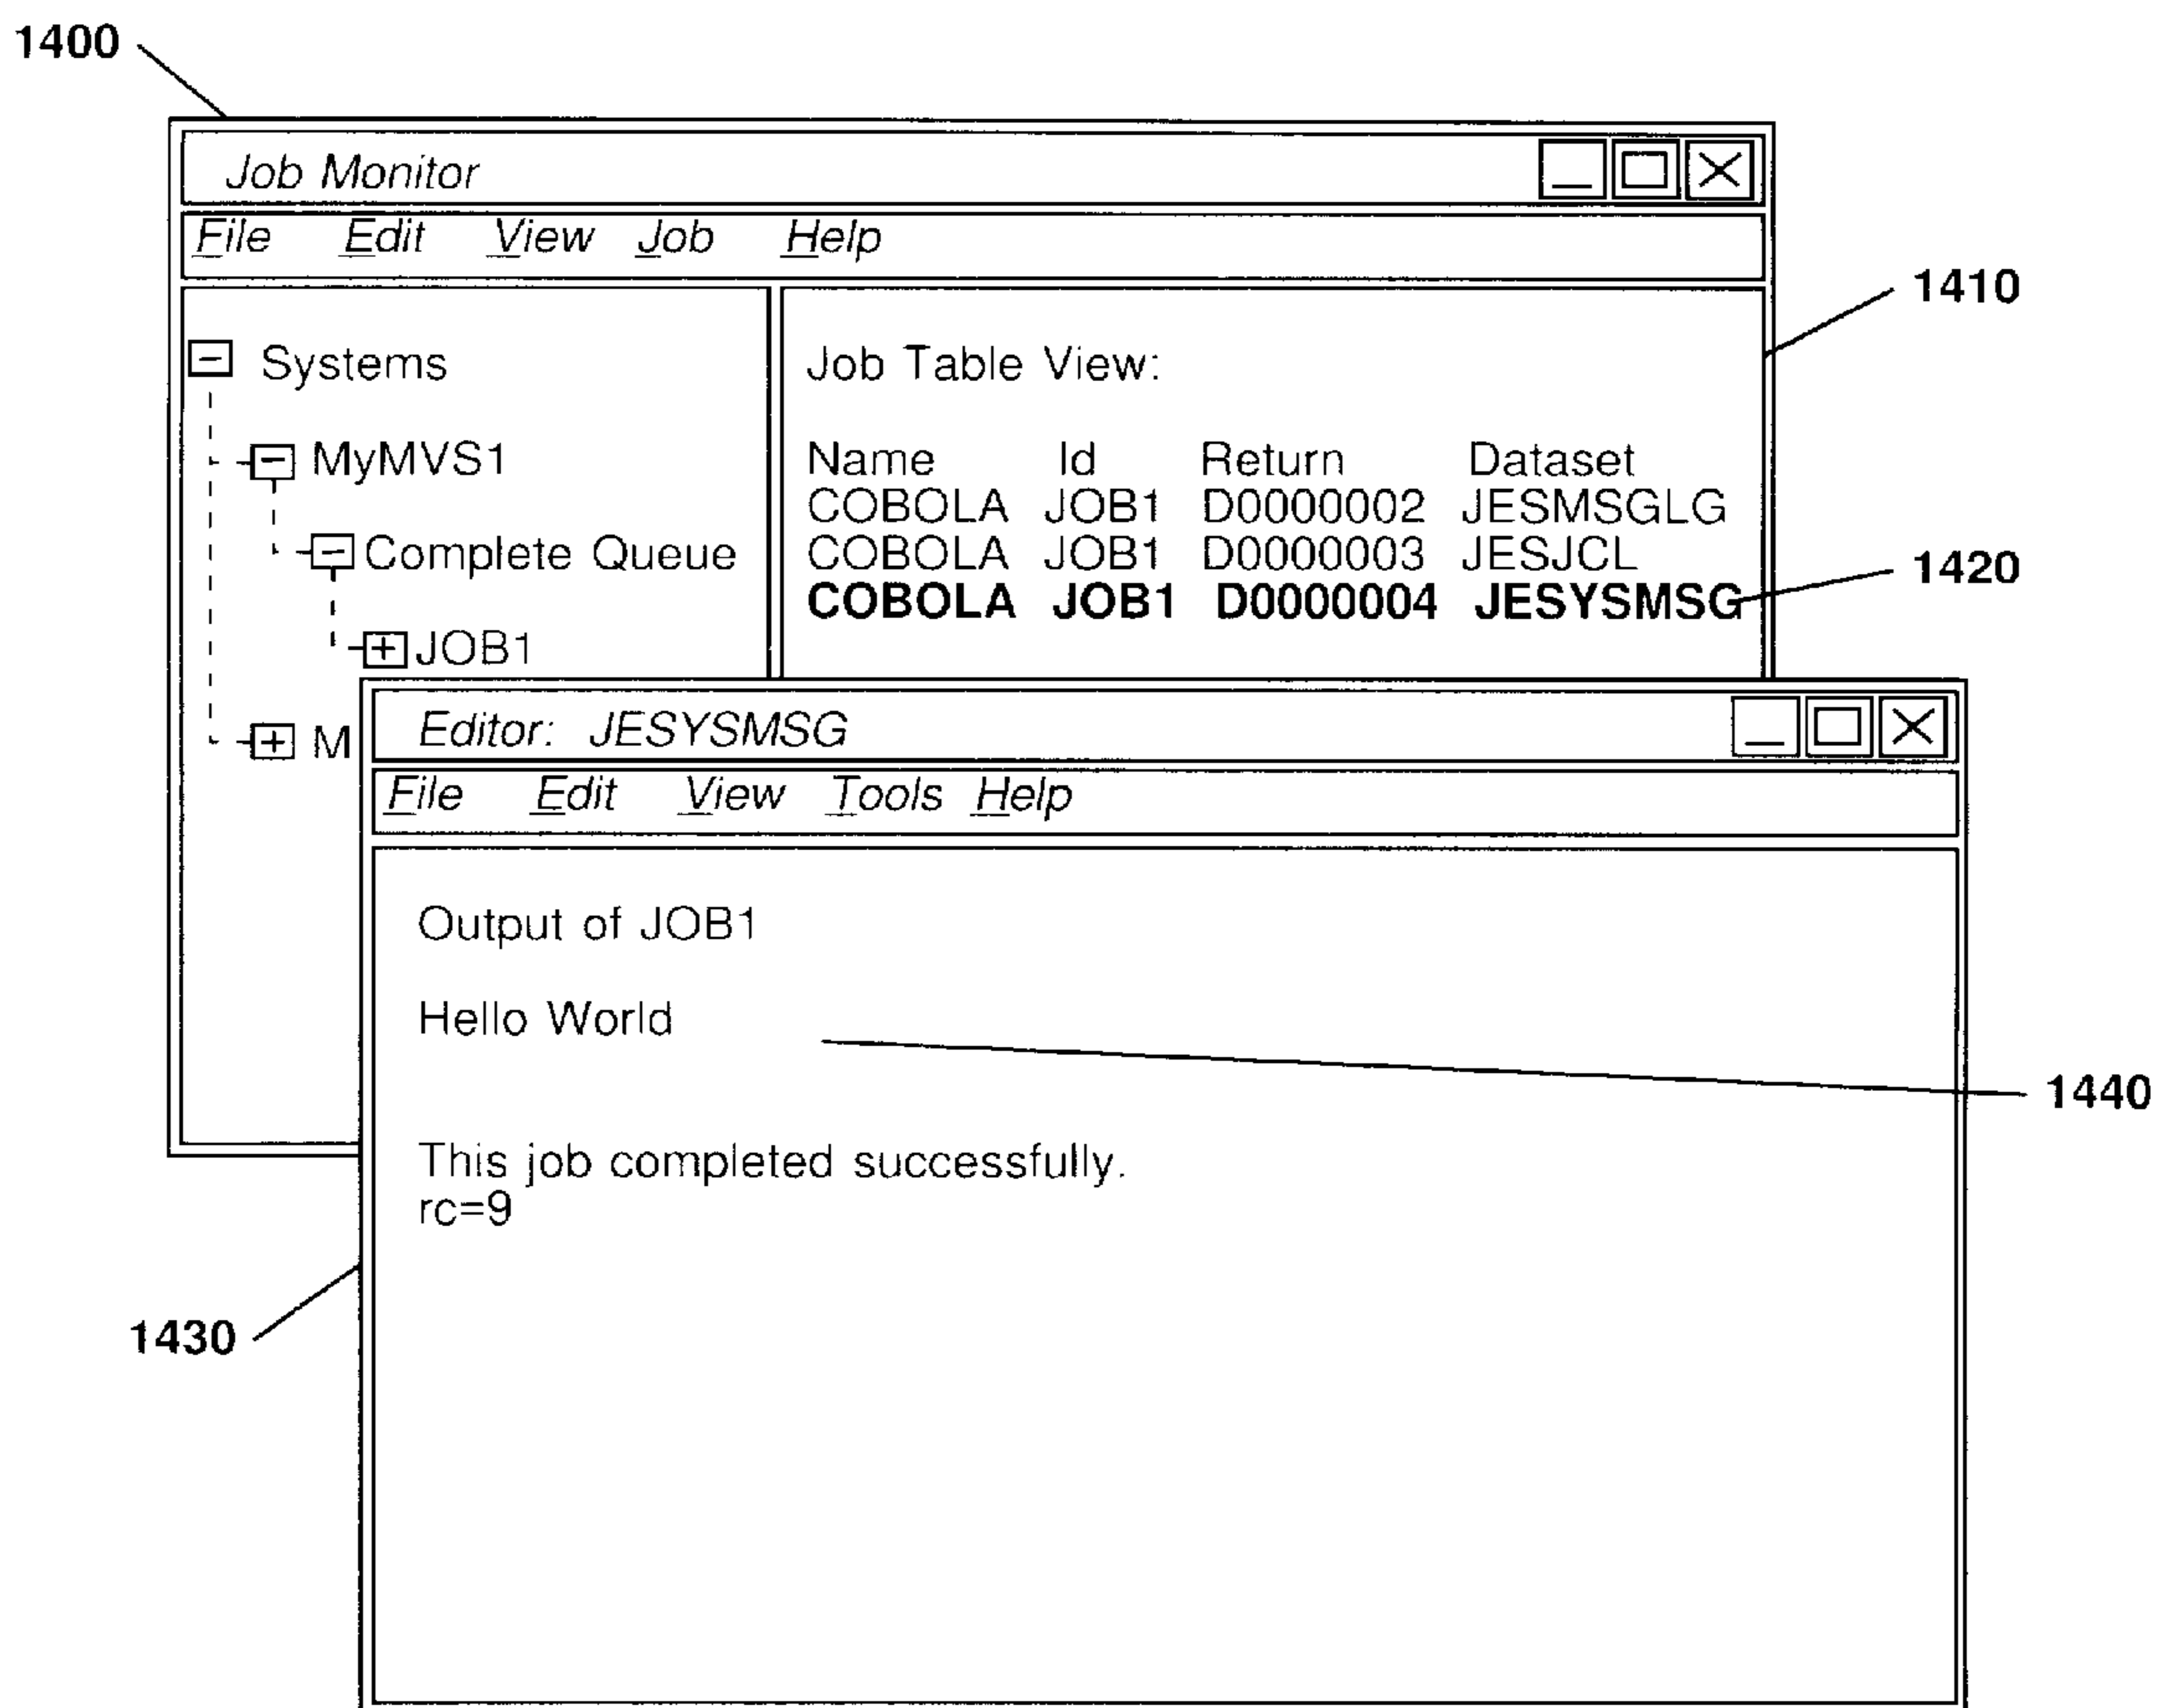 1400
Job Monitor
File Edit View Job Help
1410
Systems
MyMVS1
Complete Queue
JOB1
M
Job Table View:
Name Id Return Dataset
COBOLA JOB1 D0000002 JESMSGLG
COBOLA JOB1 D0000003 JESJCL
COBOLA JOB1 D0000004 JESYSMSG
1420
Editor: JESYSMSG
File Edit View Tools Help
Output of JOB1
Hello World
1440
This job completed successfully.
rc=9
1430